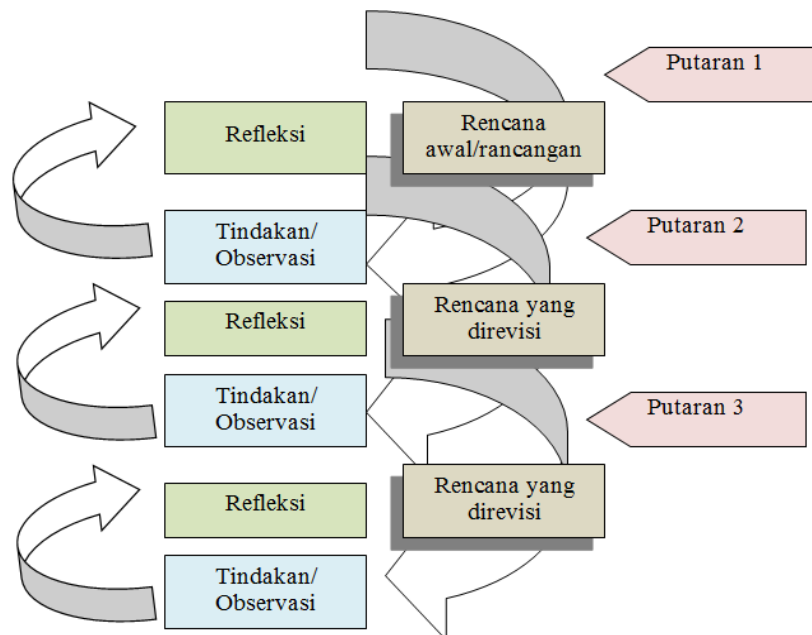 Putaran 1
Refleksi
Rencana
awal/rancangan
Tindakan/
Observasi
Putaran 2
Refleksi
Rencana yang
direvisi
Tindakan/
Observasi
Putaran 3
Refleksi
Rencana yang
direvisi
Tindakan/
Observasi